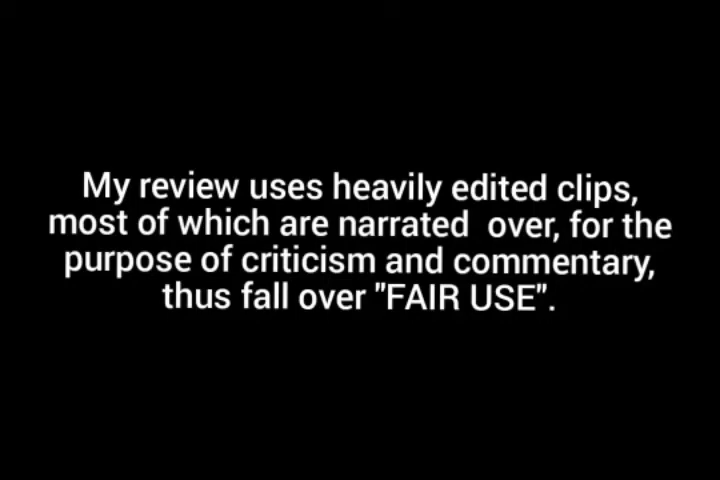 My review uses heavily edited clips,
most of which are narrated  over, for the
purpose of criticism and commentary,
thus fall over "FAIR USE".